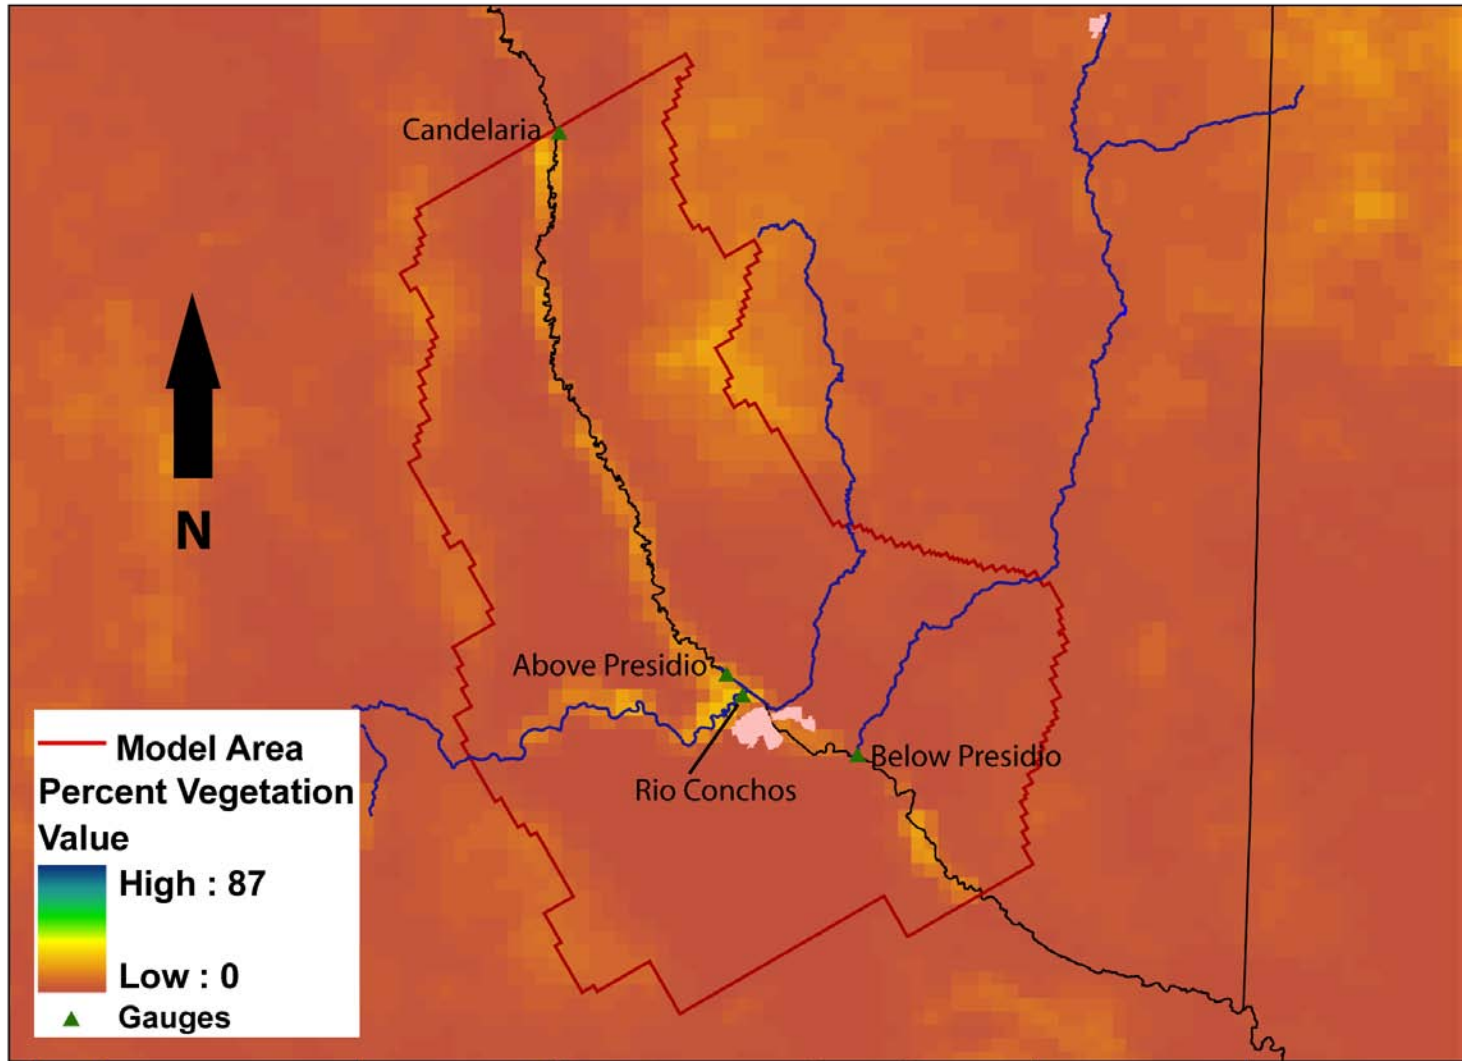 Candelaria
N
Above Presidio
Below Presidio
Rio Conchos
Model Area
Percent Vegetation
Value
High : 87
Low : 0
Gauges